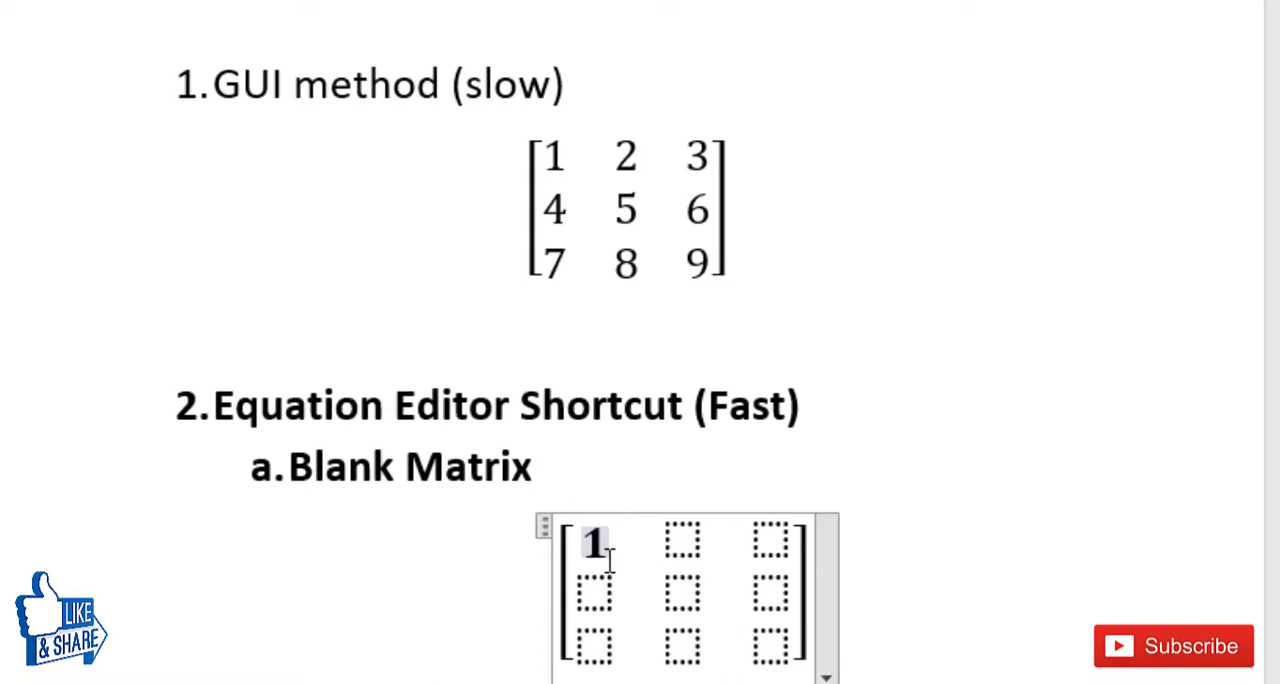 1.GUI method (slow)
1 2 3
4 5 6
7 8 9
2.Equation Editor Shortcut (Fast)
a.Blank Matrix
1
LIKE
& SHARE
Subscribe